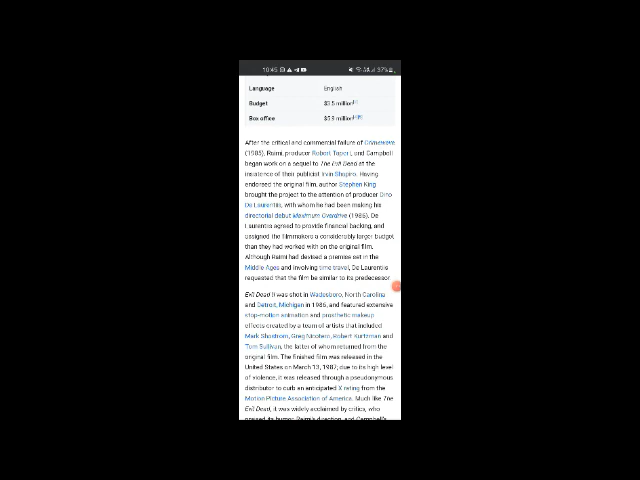 10:45
37%
Language English
Budget $3.5 million
Box office $5.9 million
After the critical and commercial failure of Crimewave
(1985), Raimi, producer Robert Tapert, and Campbell
began work on a sequel to The Evil Dead at the
insistence of their publicist Irvin Shapiro. Having
endorsed the original film, author Stephen King
brought the project to the attention of producer Dino
De Laurentiis, with whom he had been making his
directorial debut Maximum Overdrive (1986). De
Laurentiis agreed to provide financial backing, and
assigned the filmmakers a considerably larger budget
than they had worked with on the original film.
Although Raimi had devised a premise set in the
Middle Ages and involving time travel, De Laurentiis
requested that the film be similar to its predecessor.
Evil Dead II was shot in Wadesboro, North Carolina
and Detroit, Michigan in 1986, and featured extensive
stop-motion animation and prosthetic makeup
effects created by a team of artists that included
Mark Shostrom, Greg Nicotero, Robert Kurtzman and
Tom Sullivan, the latter of whom returned from the
original film. The finished film was released in the
United States on March 13, 1987; due to its high level
of violence, it was released through a pseudonymous
distributor to curb an anticipated X rating from the
Motion Picture Association of America. Much like The
Evil Dead, it was widely acclaimed by critics, who
praised its humor, Raimi's direction, and Campbell's